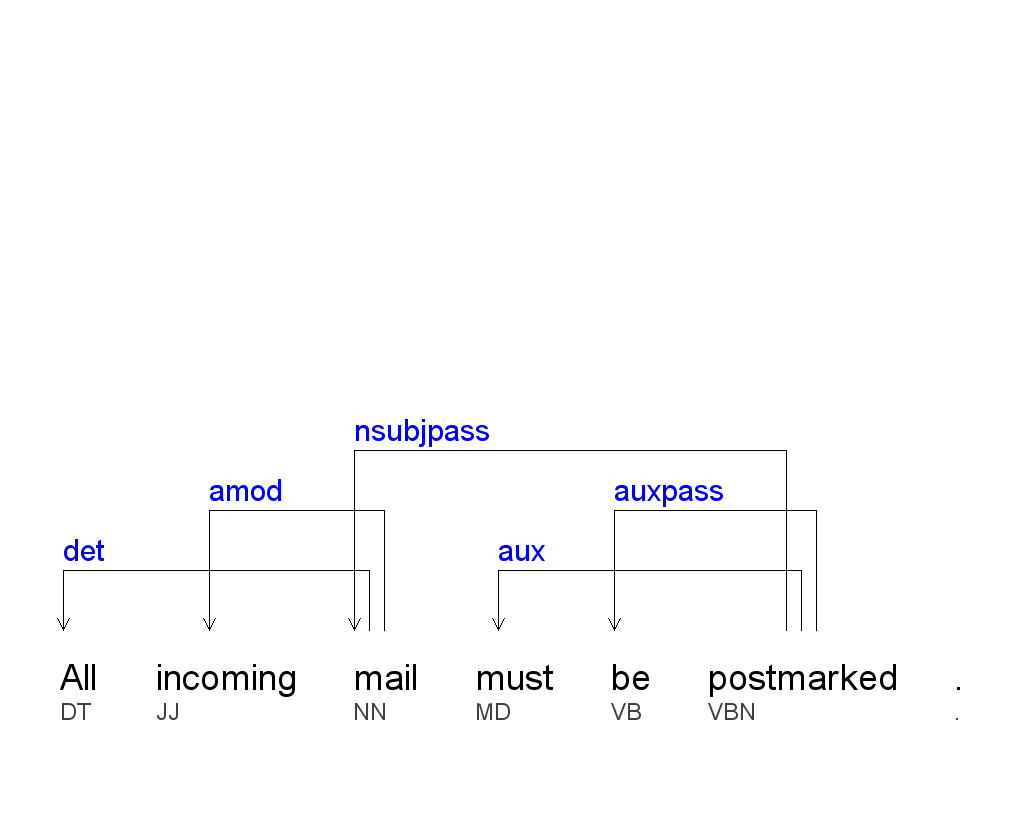 nsubjpass
amod auxpass
det aux
All incoming mail must be postmarked .
DT JJ NN MD VB VBN .